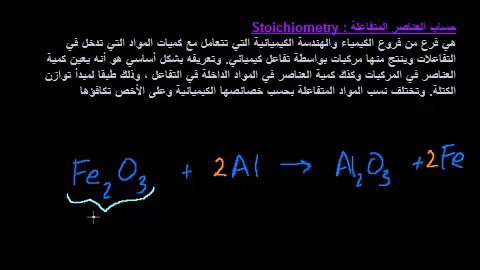 حساب العناصر المتفاعلة : Stoichiometry
هي فرع من فروع الكيمياء والهندسة الكيميائية التي تتعامل مع كميات المواد التي تدخل في
التفاعلات وينتج منها مركبات بواسطة تفاعل كيميائي. وتعريفه بشكل أساسي هو أنه يعين كمية
العناصر في المركبات وكذك كمية العناصر في المواد الداخلة في التفاعل ، وذلك طبقا لمبدأ توازن
الكتلة. وتختلف نسب المواد المتفاعلة بحسب خصائصها الكيميائية وعلى الأخص تكافؤها
Fe₂O₃ + 2Al → Al₂O₃ + 2Fe